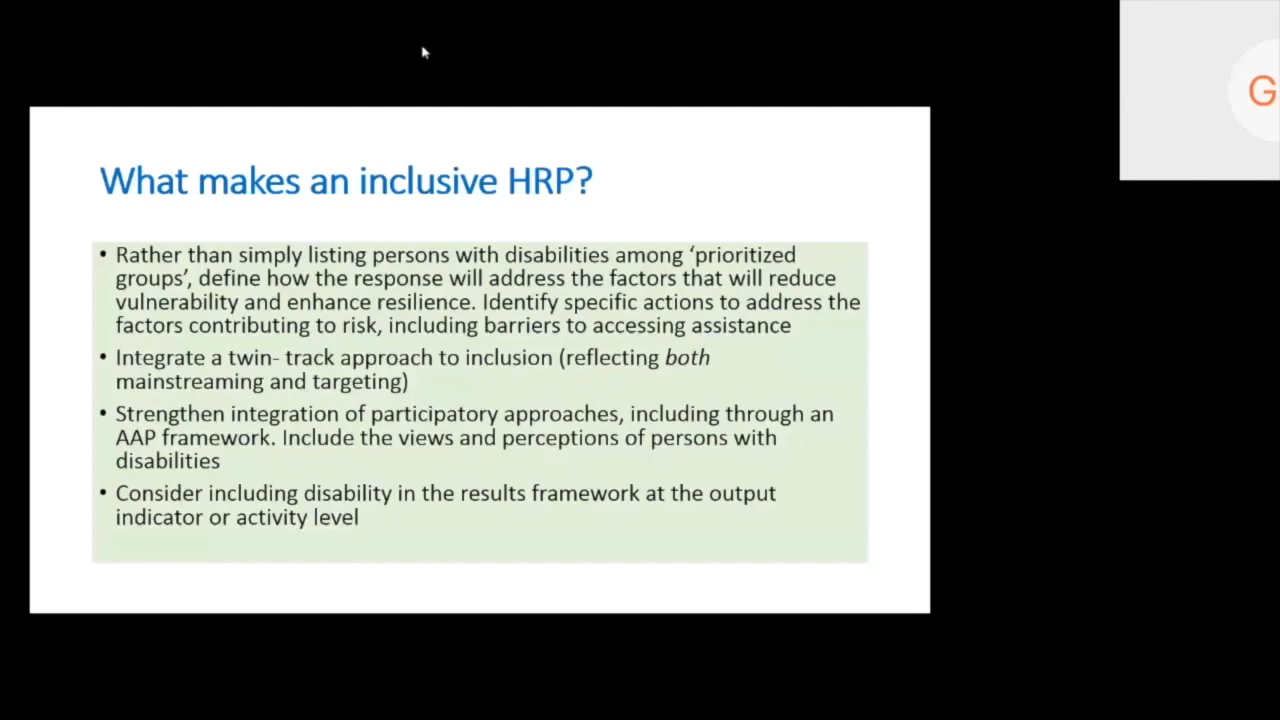 What makes an inclusive HRP?
• Rather than simply listing persons with disabilities among ‘prioritized
groups’, define how the response will address the factors that will reduce
vulnerability and enhance resilience. Identify specific actions to address the
factors contributing to risk, including barriers to accessing assistance
• Integrate a twin- track approach to inclusion (reflecting both
mainstreaming and targeting)
• Strengthen integration of participatory approaches, including through an
AAP framework. Include the views and perceptions of persons with
disabilities
• Consider including disability in the results framework at the output
indicator or activity level
G